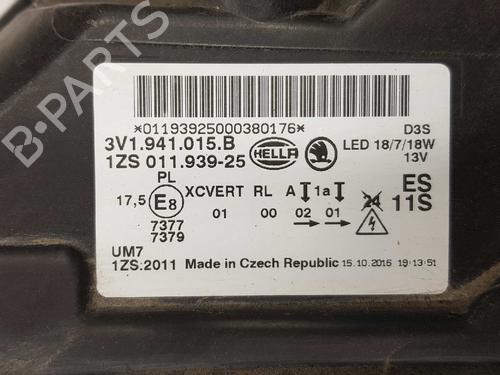 *01193925000380176*
3V1.941.015.B
1ZS 011.939-25
HELLA
D3S
LED 18/7/18W
13V
PL
17,5 E8
XCVERT RL A 1a
01 00 02 01
24
ES
11S
7377
7379
UM7
1ZS.2011 Made in Czech Republic 15.10.2016 19:13:51
B-PARTS